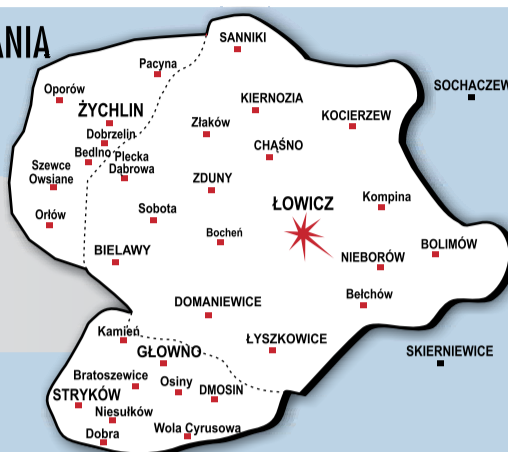 ANIA
SANNIKI
Pacyna
Oporów
SOCHACZEW
KIERNOZIA
ŻYCHLIN
KOCIERZEW
Złaków
Dobrzelin
CHĄŚNO
Bedlno
Plecka
Dąbrowa
Szewce
Owsiane
ZDUNY
Kompina
ŁOWICZ
Orłów
Sobota
Bocheń
BOLIMÓW
BIELAWY
NIEBORÓW
Bełchów
DOMANIEWICE
Kamień
ŁYSZKOWICE
GŁOWNO
SKIERNIEWICE
Bratoszewice
Osiny
DMOSIN
STRYKÓW
Niesułków
Wola Cyrusowa
Dobra